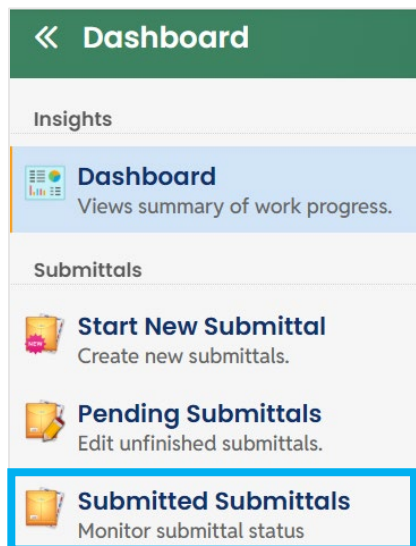 « Dashboard
Insights
Dashboard
Views summary of work progress.
Submittals
Start New Submittal
NEW
Create new submittals.
Pending Submittals
Edit unfinished submittals.
Submitted Submittals
Monitor submittal status